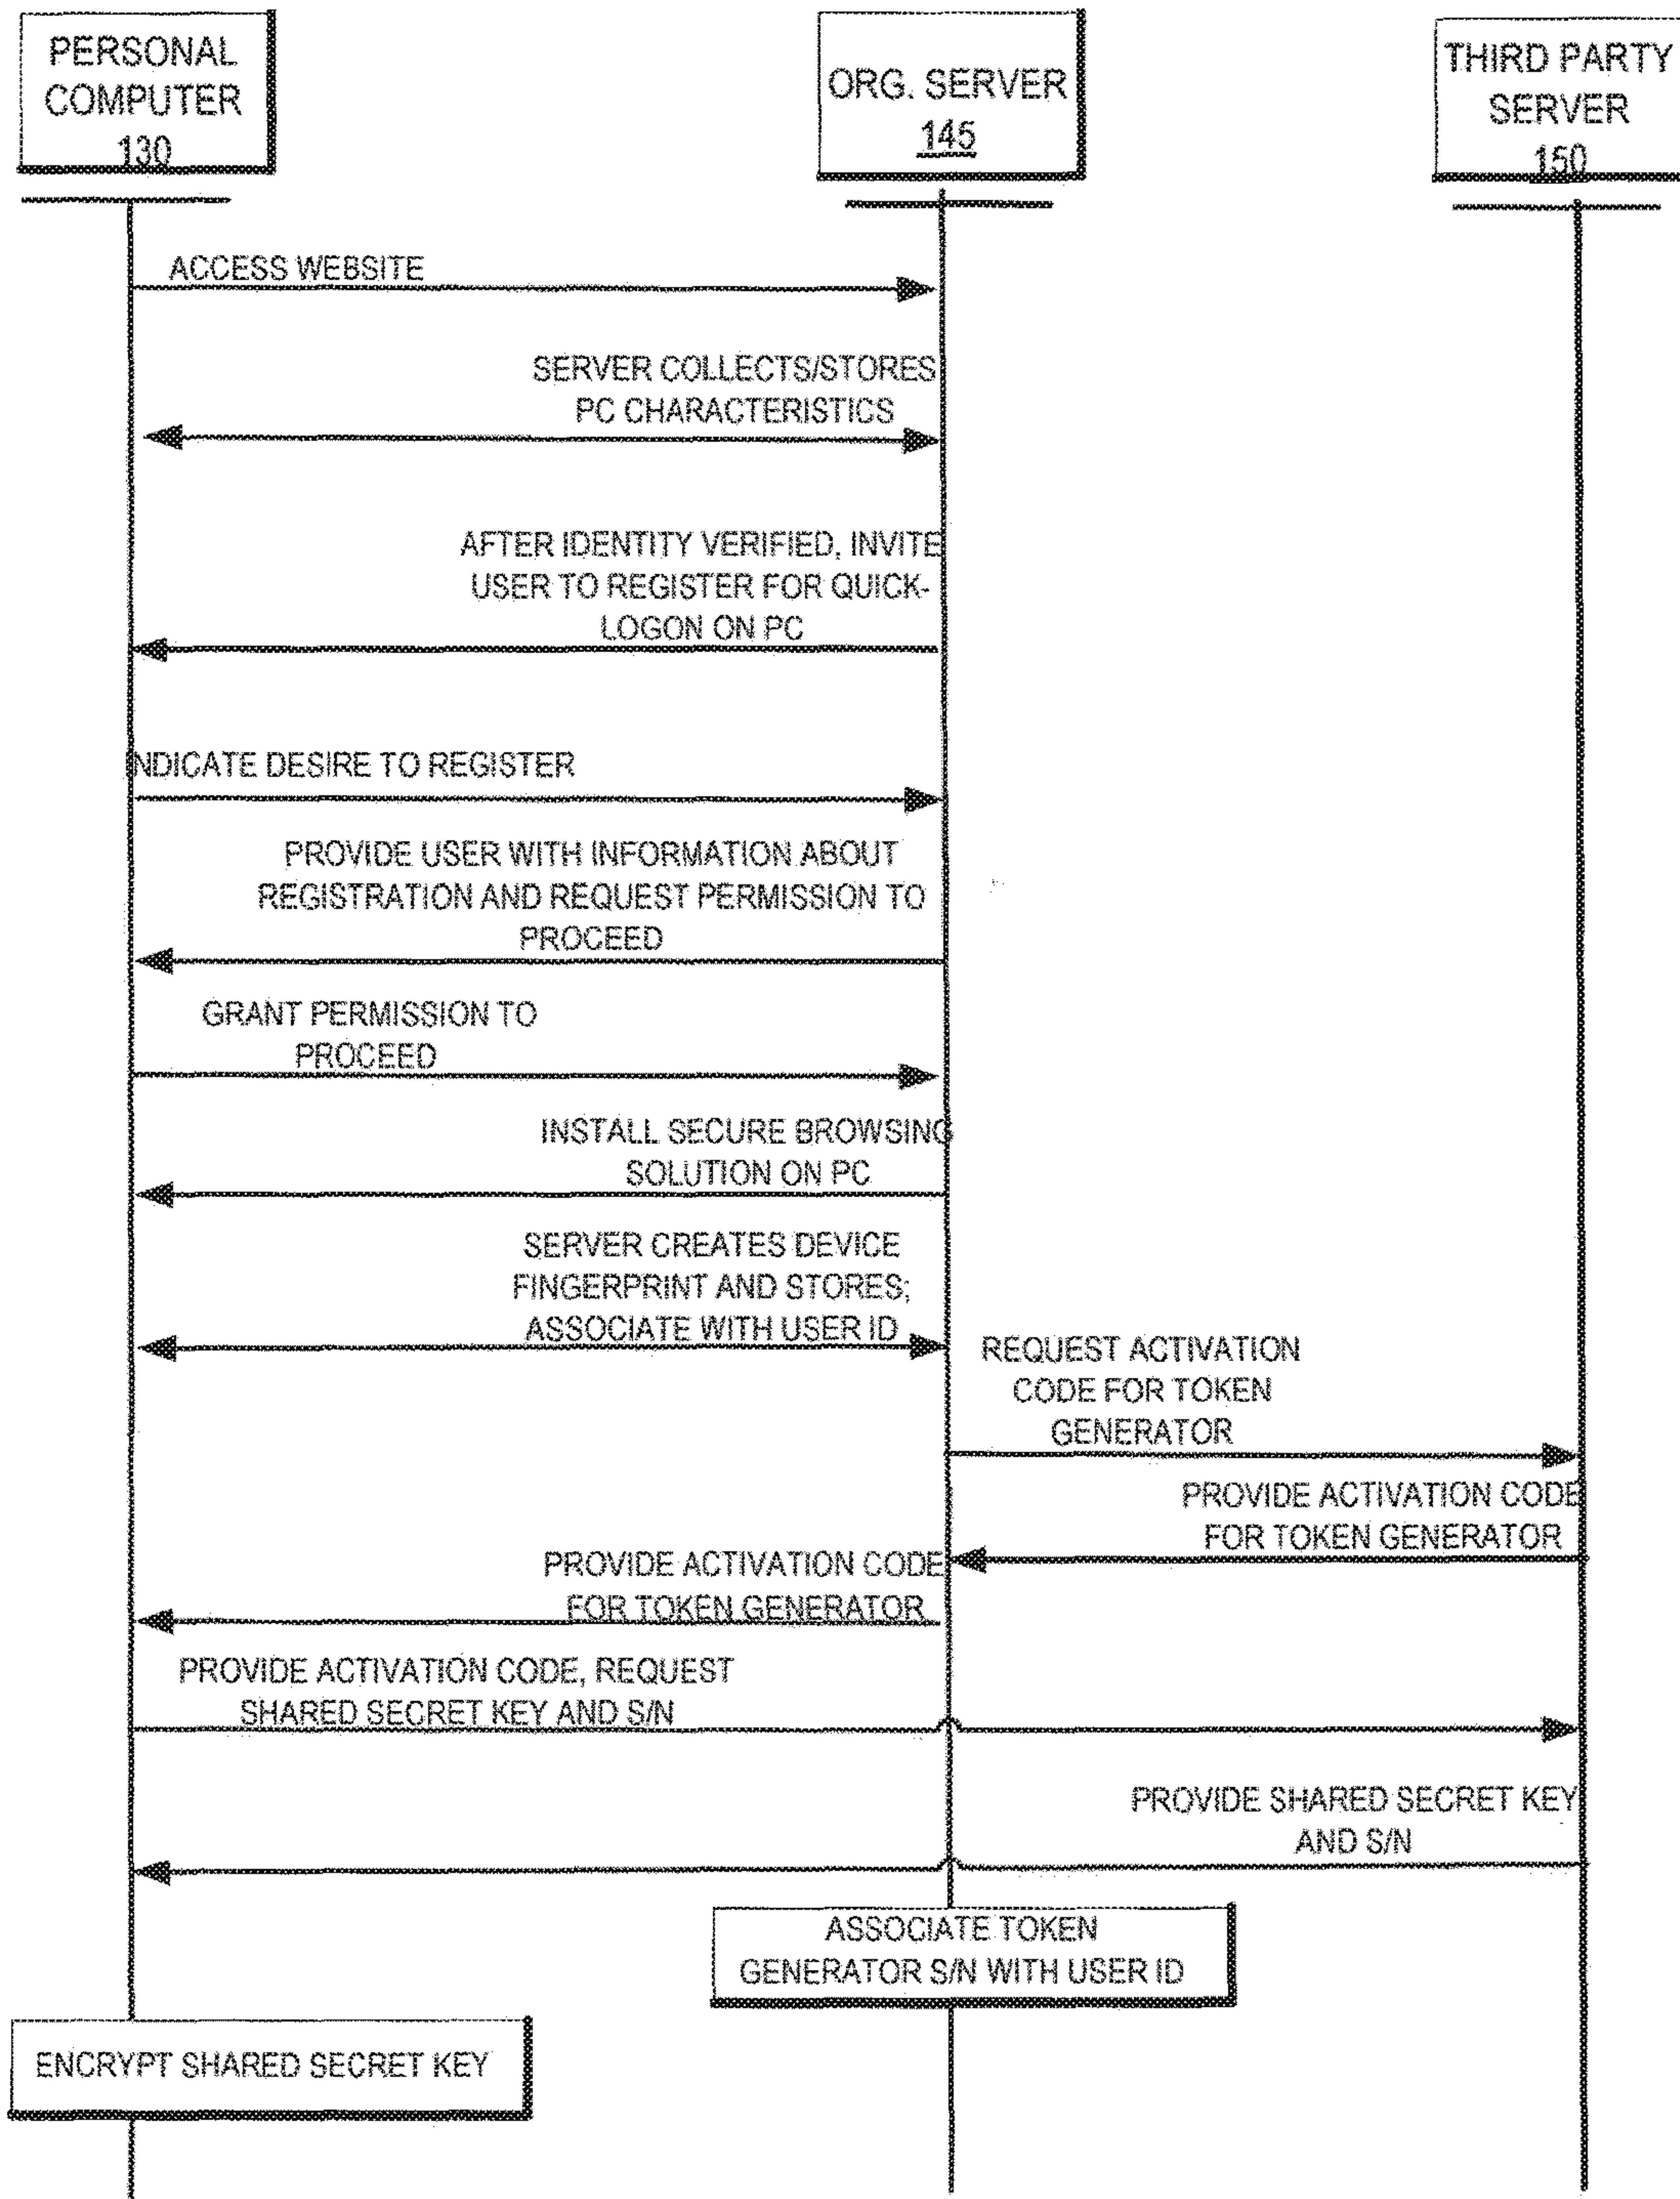 PERSONAL
COMPUTER
130
ORG. SERVER
145
THIRD PARTY
SERVER
150
ACCESS WEBSITE
SERVER COLLECTS/STORES
PC CHARACTERISTICS
AFTER IDENTITY VERIFIED, INVITE
USER TO REGISTER FOR QUICK-
LOGON ON PC
INDICATE DESIRE TO REGISTER
PROVIDE USER WITH INFORMATION ABOUT
REGISTRATION AND REQUEST PERMISSION TO
PROCEED
GRANT PERMISSION TO
PROCEED
INSTALL SECURE BROWSING
SOLUTION ON PC
SERVER CREATES DEVICE
FINGERPRINT AND STORES;
ASSOCIATE WITH USER ID
REQUEST ACTIVATION
CODE FOR TOKEN
GENERATOR
PROVIDE ACTIVATION CODE
FOR TOKEN GENERATOR
PROVIDE ACTIVATION CODE
FOR TOKEN GENERATOR
PROVIDE ACTIVATION CODE, REQUEST
SHARED SECRET KEY AND S/N
PROVIDE SHARED SECRET KEY
AND S/N
ASSOCIATE TOKEN
GENERATOR S/N WITH USER ID
ENCRYPT SHARED SECRET KEY